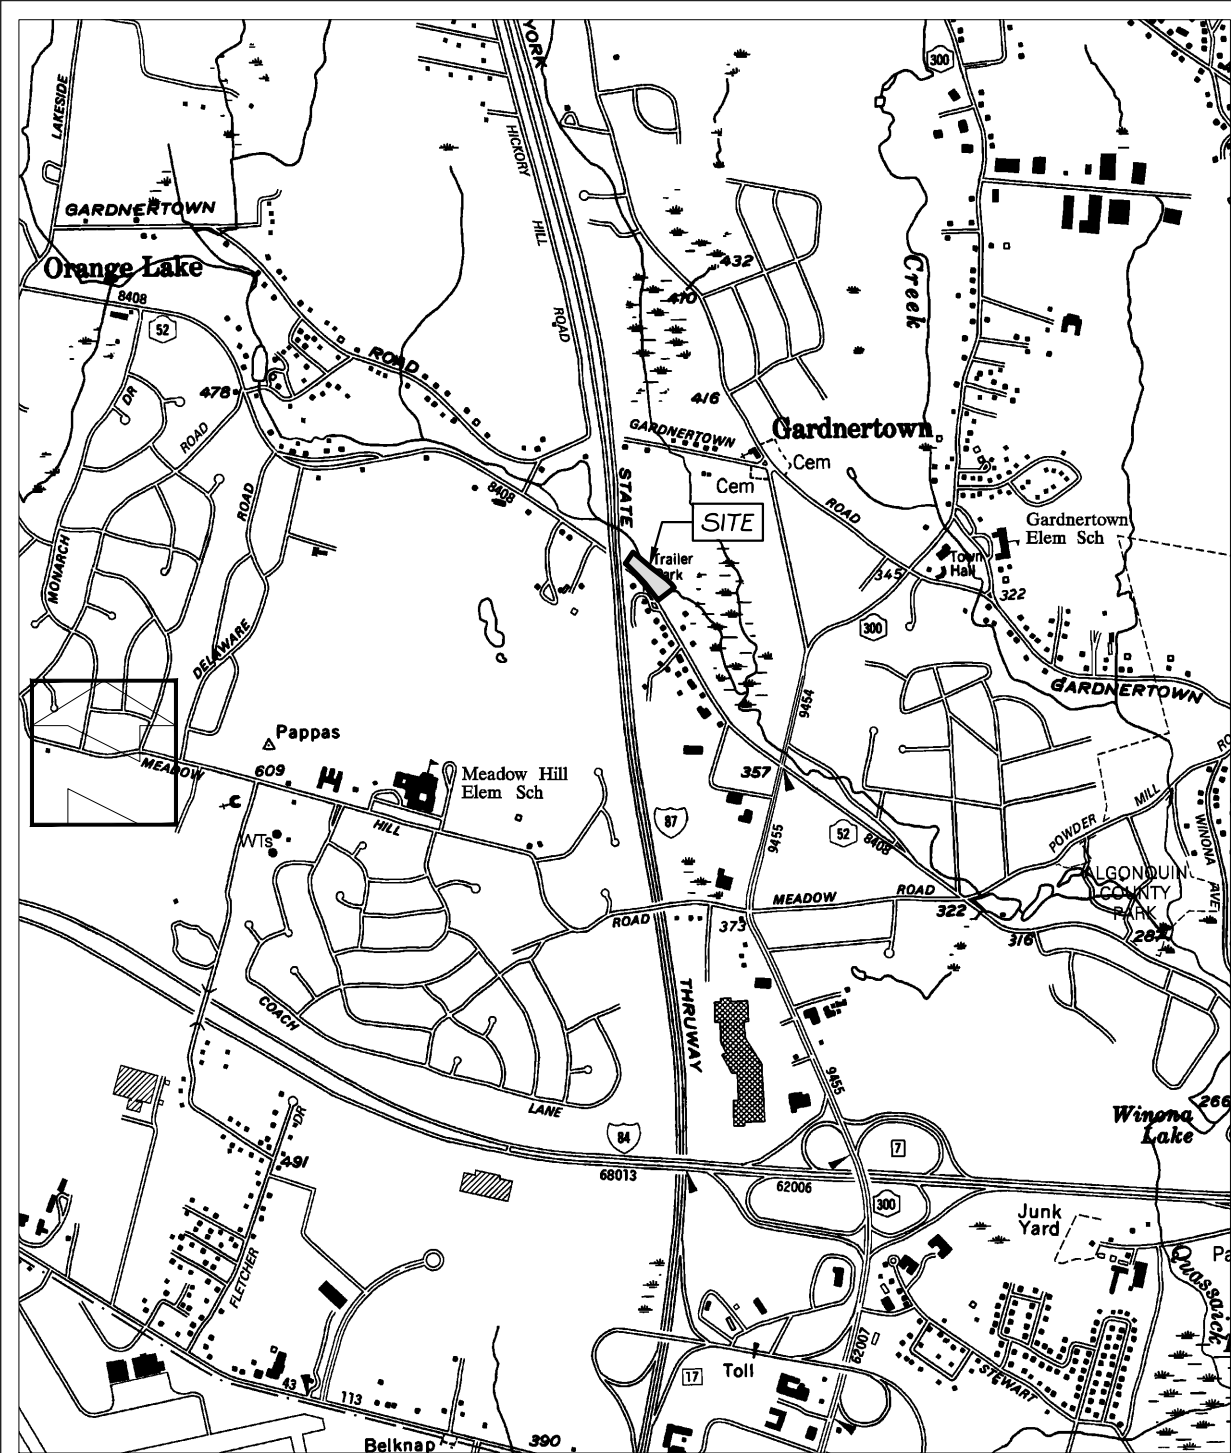 YORK
300
LAKESIDE
HICKORY
HILL
ROAD
GARDNERTOWN
Orange Lake
8408
52
432
410
Creek
ROAD
DR
478
416
ROAD
GARDNERTOWN
Gardnertown
Cem
Cem
STATE
8408
ROAD
ROAD
SITE
Gardnertown
Elem Sch
Trailer
Park
Town
Hall
MONARCH
345
322
300
DELAWARE
GARDNERTOWN
9454
Pappas
MEADOW
609
357
Meadow Hill
Elem Sch
C
HILL
87
52
8408
9455
POWDER
MILL
RO
WINONA
AVE
WTs
ALGONQUIN
COUNTY
PARK
MEADOW
ROAD
ROAD
373
322
316
287
THRUWAY
COACH
LANE
9455
DR
491
266
Winona
Lake
84
7
68013
62006
300
Junk
Yard
FLETCHER
Quassaick
Pa
62007
Toll
17
STEWART
43
113
Belknap
390